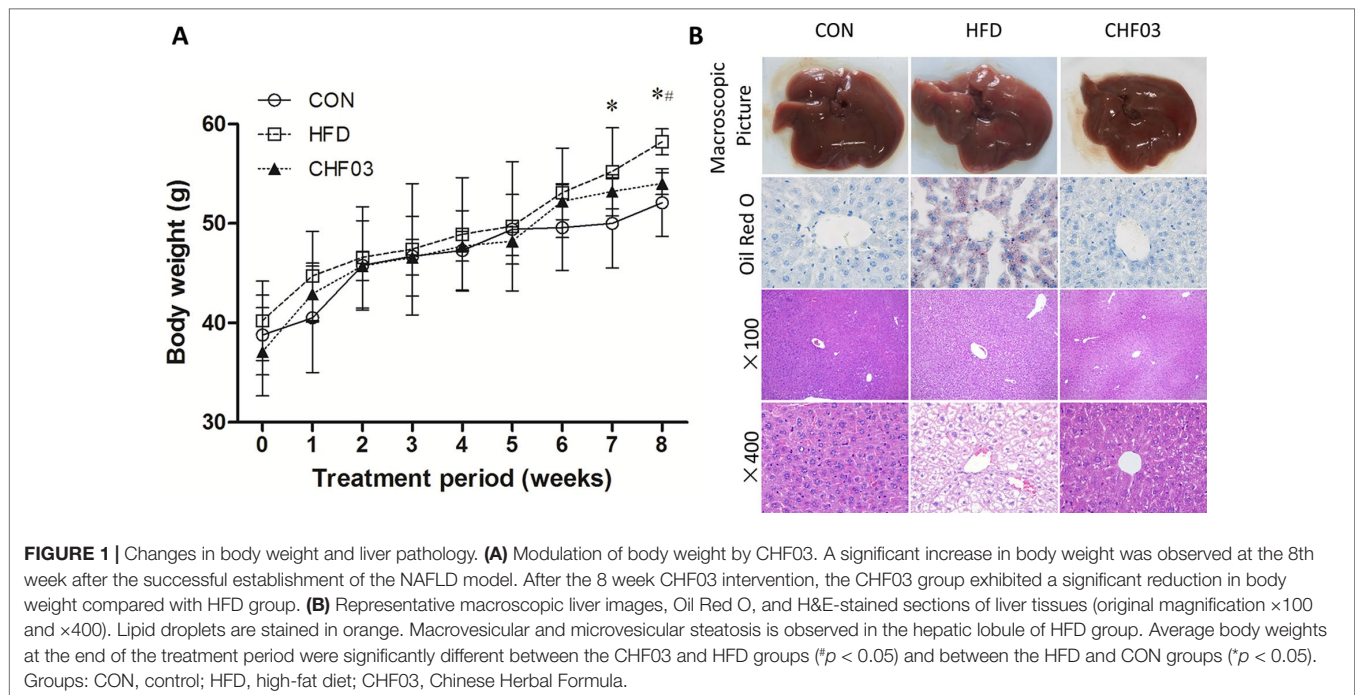 A
CON
HFD
CHF03
*
*#
60
50
40
30
Body weight (g)
0 1 2 3 4 5 6 7 8
Treatment period (weeks)
B
CON HFD CHF03
Macroscopic
Picture
Oil Red O
×100
×400
FIGURE 1 | Changes in body weight and liver pathology. (A) Modulation of body weight by CHF03. A significant increase in body weight was observed at the 8th
week after the successful establishment of the NAFLD model. After the 8 week CHF03 intervention, the CHF03 group exhibited a significant reduction in body
weight compared with HFD group. (B) Representative macroscopic liver images, Oil Red O, and H&E-stained sections of liver tissues (original magnification ×100
and ×400). Lipid droplets are stained in orange. Macrovesicular and microvesicular steatosis is observed in the hepatic lobule of HFD group. Average body weights
at the end of the treatment period were significantly different between the CHF03 and HFD groups (#p < 0.05) and between the HFD and CON groups (*p < 0.05).
Groups: CON, control; HFD, high-fat diet; CHF03, Chinese Herbal Formula.